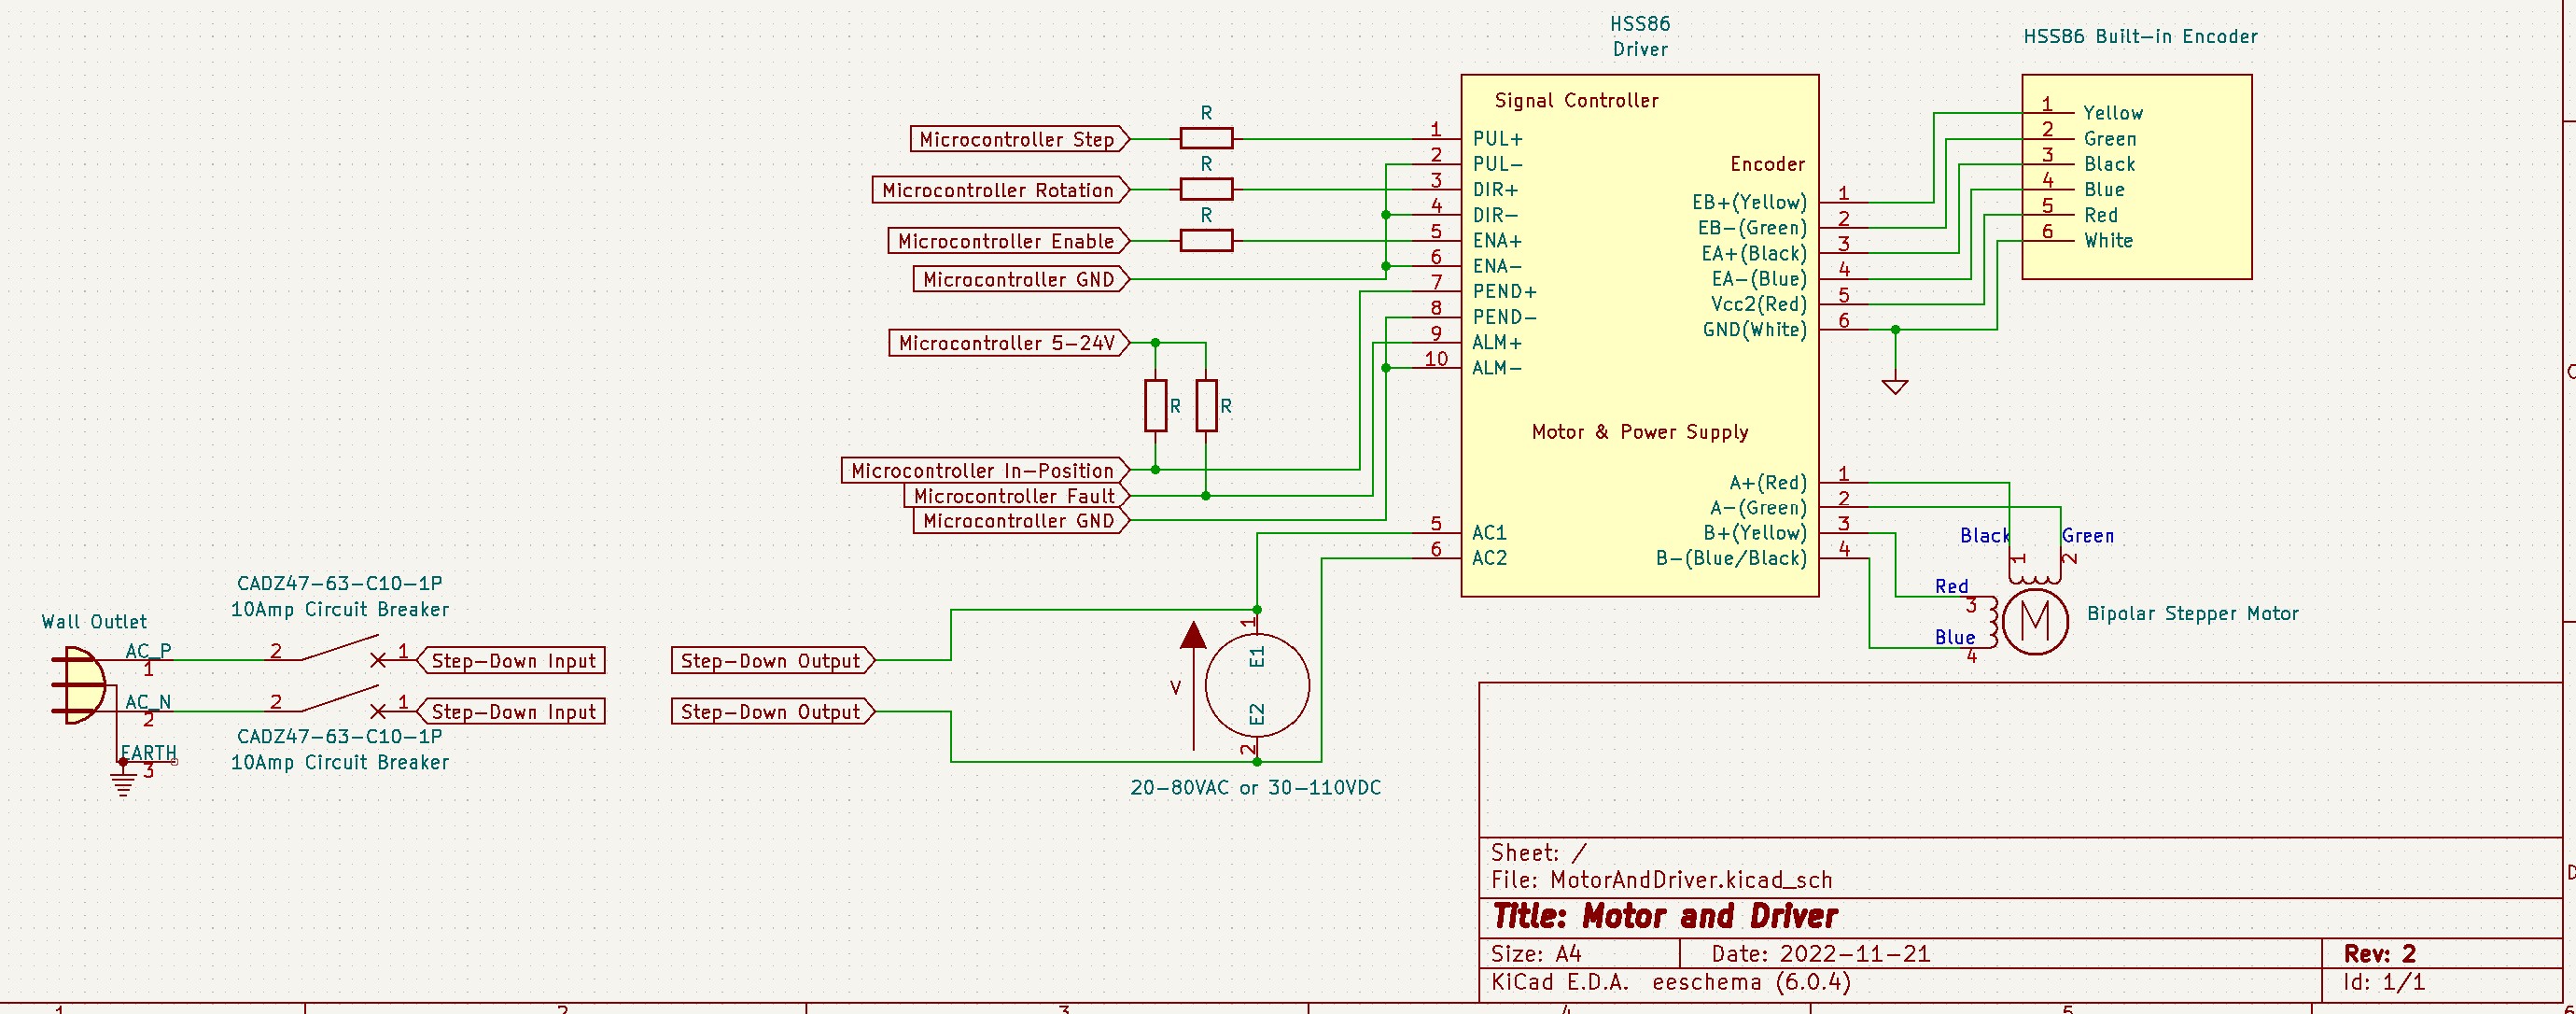 HSS86
Driver
HSS86 Built-in Encoder
Signal Controller
Microcontroller Step
R
1
PUL+
2
PUL-
Microcontroller Rotation
R
3
DIR+
4
DIR-
Microcontroller Enable
R
5
ENA+
6
ENA-
Microcontroller GND
7
PEND+
8
PEND-
Microcontroller 5-24V
9
ALM+
10
ALM-
R
R
Microcontroller In-Position
Microcontroller Fault
Microcontroller GND
Encoder
EB+(Yellow)
1
EB-(Green)
2
EA+(Black)
3
EA-(Blue)
4
Vcc2(Red)
5
GND(White)
6
1
Yellow
2
Green
3
Black
4
Blue
5
Red
6
White
Motor & Power Supply
A+(Red)
1
A-(Green)
2
B+(Yellow)
3
B-(Blue/Black)
4
5
AC1
6
AC2
Black
Green
1
2
Red
3
Blue
4
M
Bipolar Stepper Motor
CADZ47-63-C10-1P
10Amp Circuit Breaker
Wall Outlet
AC_P
1
2
1
Step-Down Input
Step-Down Output
AC_N
2
2
1
Step-Down Input
Step-Down Output
CADZ47-63-C10-1P
10Amp Circuit Breaker
EARTH
3
V
1
E1
E2
2
20-80VAC or 30-110VDC
Sheet: /
File: MotorAndDriver.kicad_sch
Title: Motor and Driver
Size: A4
Date: 2022-11-21
Rev: 2
KiCad E.D.A. eeschema (6.0.4)
Id: 1/1
1
2
3
4
5
6
C
D